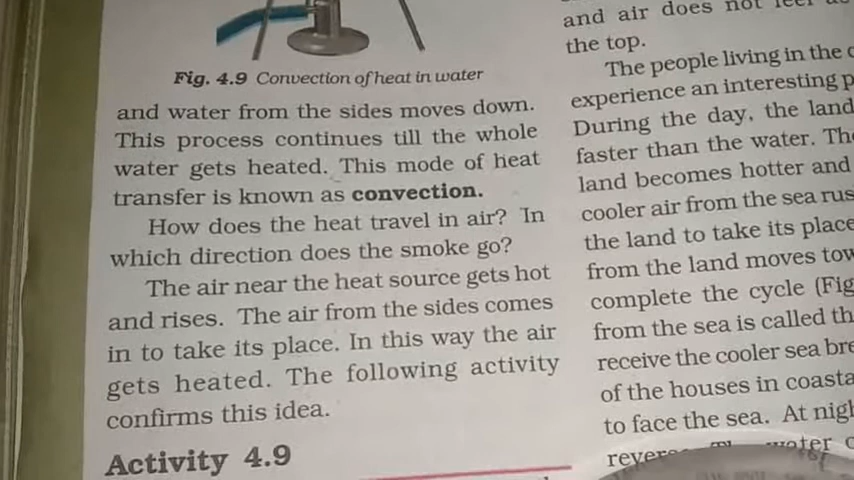 Fig. 4.9 Convection of heat in water
and water from the sides moves down.
This process continues till the whole
water gets heated. This mode of heat
transfer is known as convection.
How does the heat travel in air? In
which direction does the smoke go?
The air near the heat source gets hot
and rises. The air from the sides comes
in to take its place. In this way the air
gets heated. The following activity
confirms this idea.
Activity 4.9
and air does not feel as
the top.
The people living in the
experience an interesting
During the day, the land
faster than the water.
land becomes hotter and
cooler air from the sea
the land to take its place
from the land moves
complete the cycle (Fig
from the sea is called
receive the cooler sea
of the houses in
to face the sea. At
water